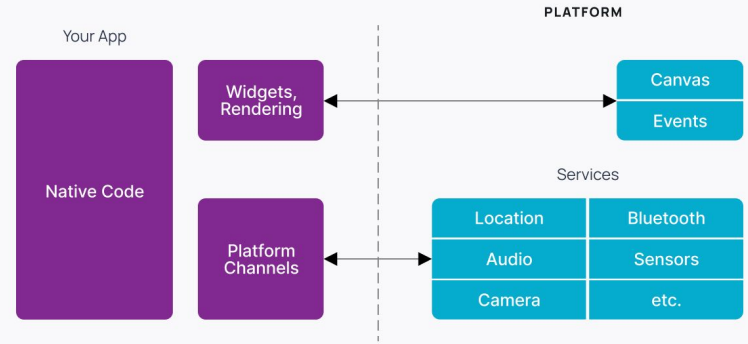 PLATFORM
Your App
Widgets,
Rendering
Canvas
Events
Native Code
Services
Platform
Channels
Location
Bluetooth
Audio
Sensors
Camera
etc.